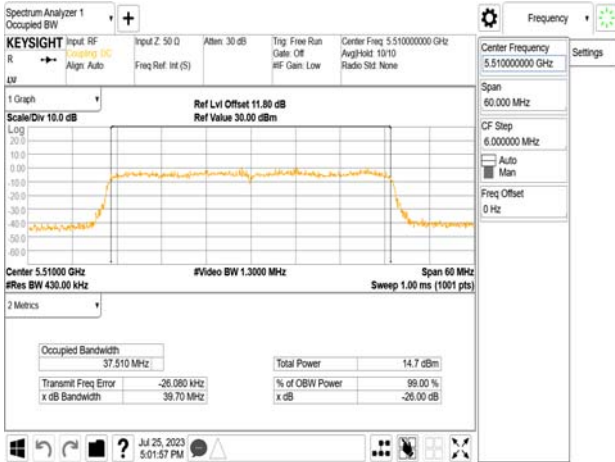 Spectrum Analyzer 1
Occupied BW
Frequency
KEYSIGHT
R
LW
Input: RF
Coupling: DC
Align: Auto
Input Z: 50 Ω
Freq Ref: Int (S)
Atten: 30 dB
Trig: Free Run
Gate: Off
#IF Gain: Low
Center Freq: 5.510000000 GHz
Avg|Hold: 10/10
Radio Std: None
Center Frequency
5.510000000 GHz
Settings
Span
60.000 MHz
CF Step
6.000000 MHz
Auto
Man
Freq Offset
0 Hz
1 Graph
Scale/Div 10.0 dB
Ref Lvl Offset 11.80 dB
Ref Value 30.00 dBm
Log
20.0
10.0
0.00
-10.0
-20.0
-30.0
-40.0
-50.0
-60.0
Center 5.51000 GHz
#Res BW 430.00 kHz
#Video BW 1.3000 MHz
Span 60 MHz
Sweep 1.00 ms (1001 pts)
2 Metrics
Occupied Bandwidth
37.510 MHz
Total Power 14.7 dBm
Transmit Freq Error -26.080 kHz
% of OBW Power 99.00 %
x dB Bandwidth 39.70 MHz
x dB -26.00 dB
Jul 25, 2023
5:01:57 PM